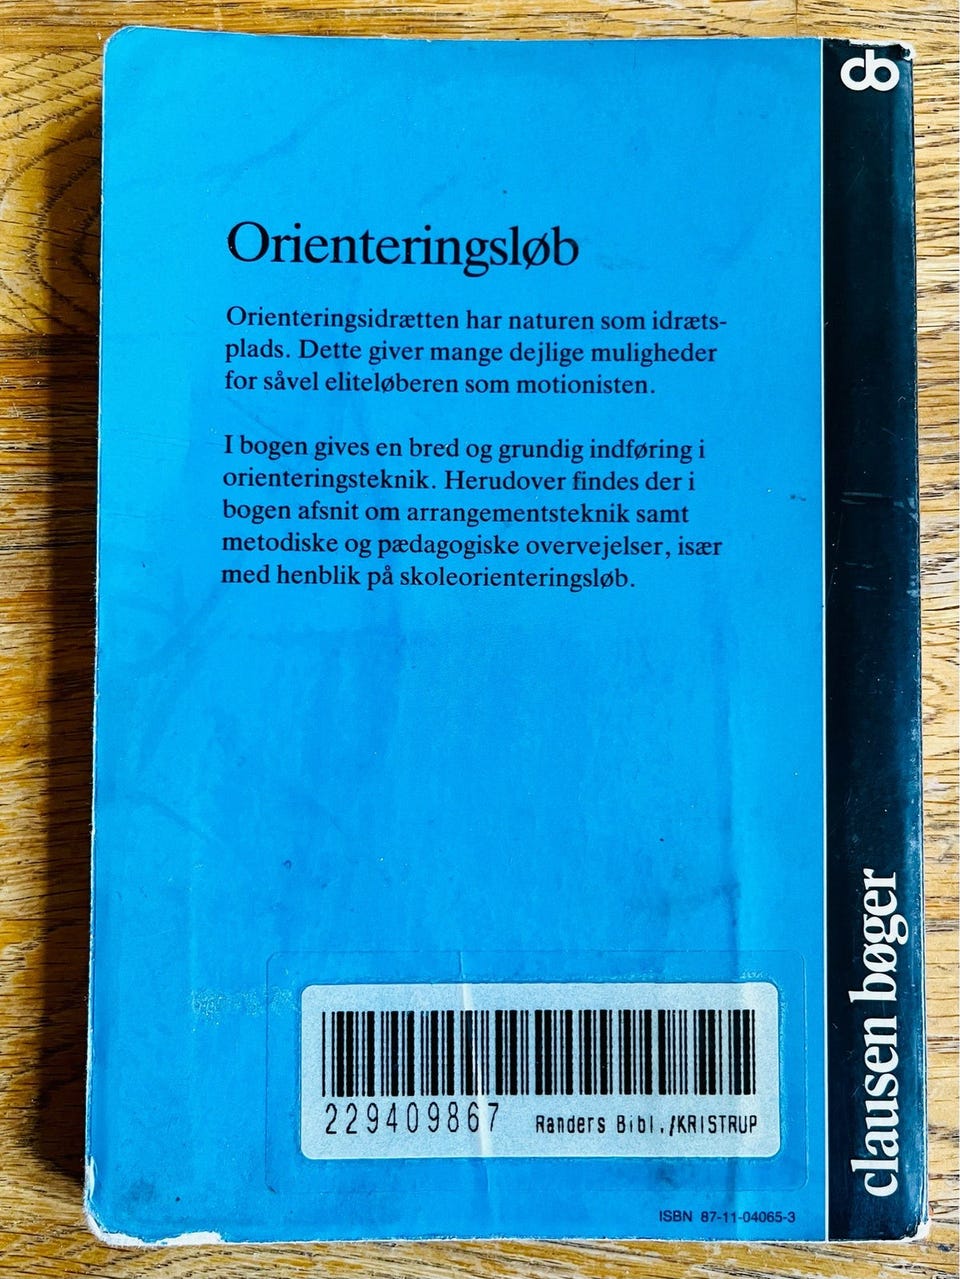 Orienteringsløb
Orienteringsidrætten har naturen som idræts-
plads. Dette giver mange dejlige muligheder
for såvel eliteløberen som motionisten.
I bogen gives en bred og grundig indføring i
orienteringsteknik. Herudover findes der i
bogen afsnit om arrangementsteknik samt
metodiske og pædagogiske overvejelser, især
med henblik på skoleorienteringsløb.
229409867 Randers Bibl./KRISTRUP
ISBN 87-11-04065-3
cb
clausen bøger